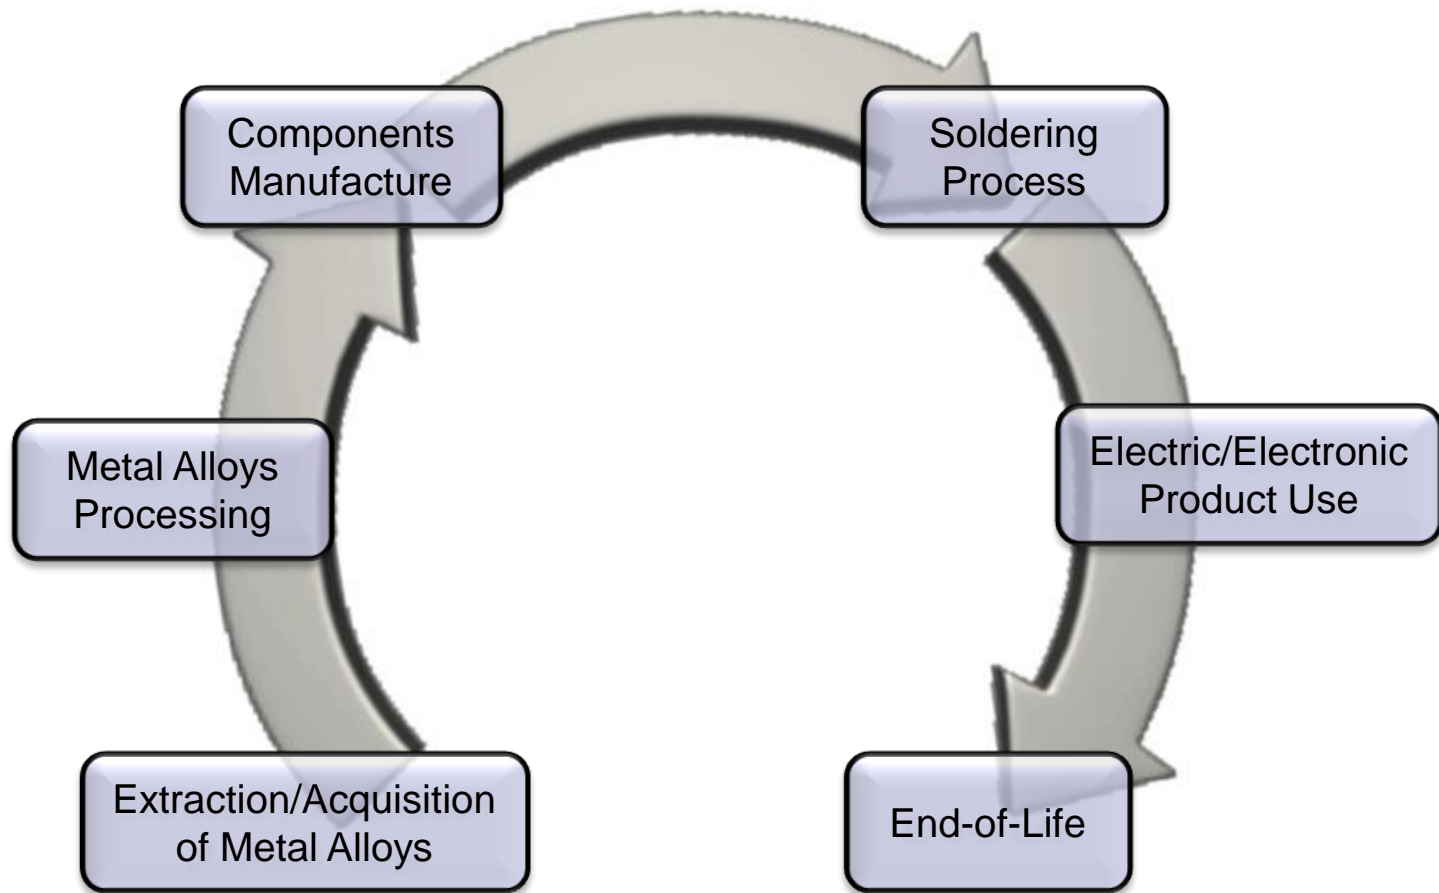 Components
Manufacture
Soldering
Process
Metal Alloys
Processing
Electric/Electronic
Product Use
Extraction/Acquisition
of Metal Alloys
End-of-Life